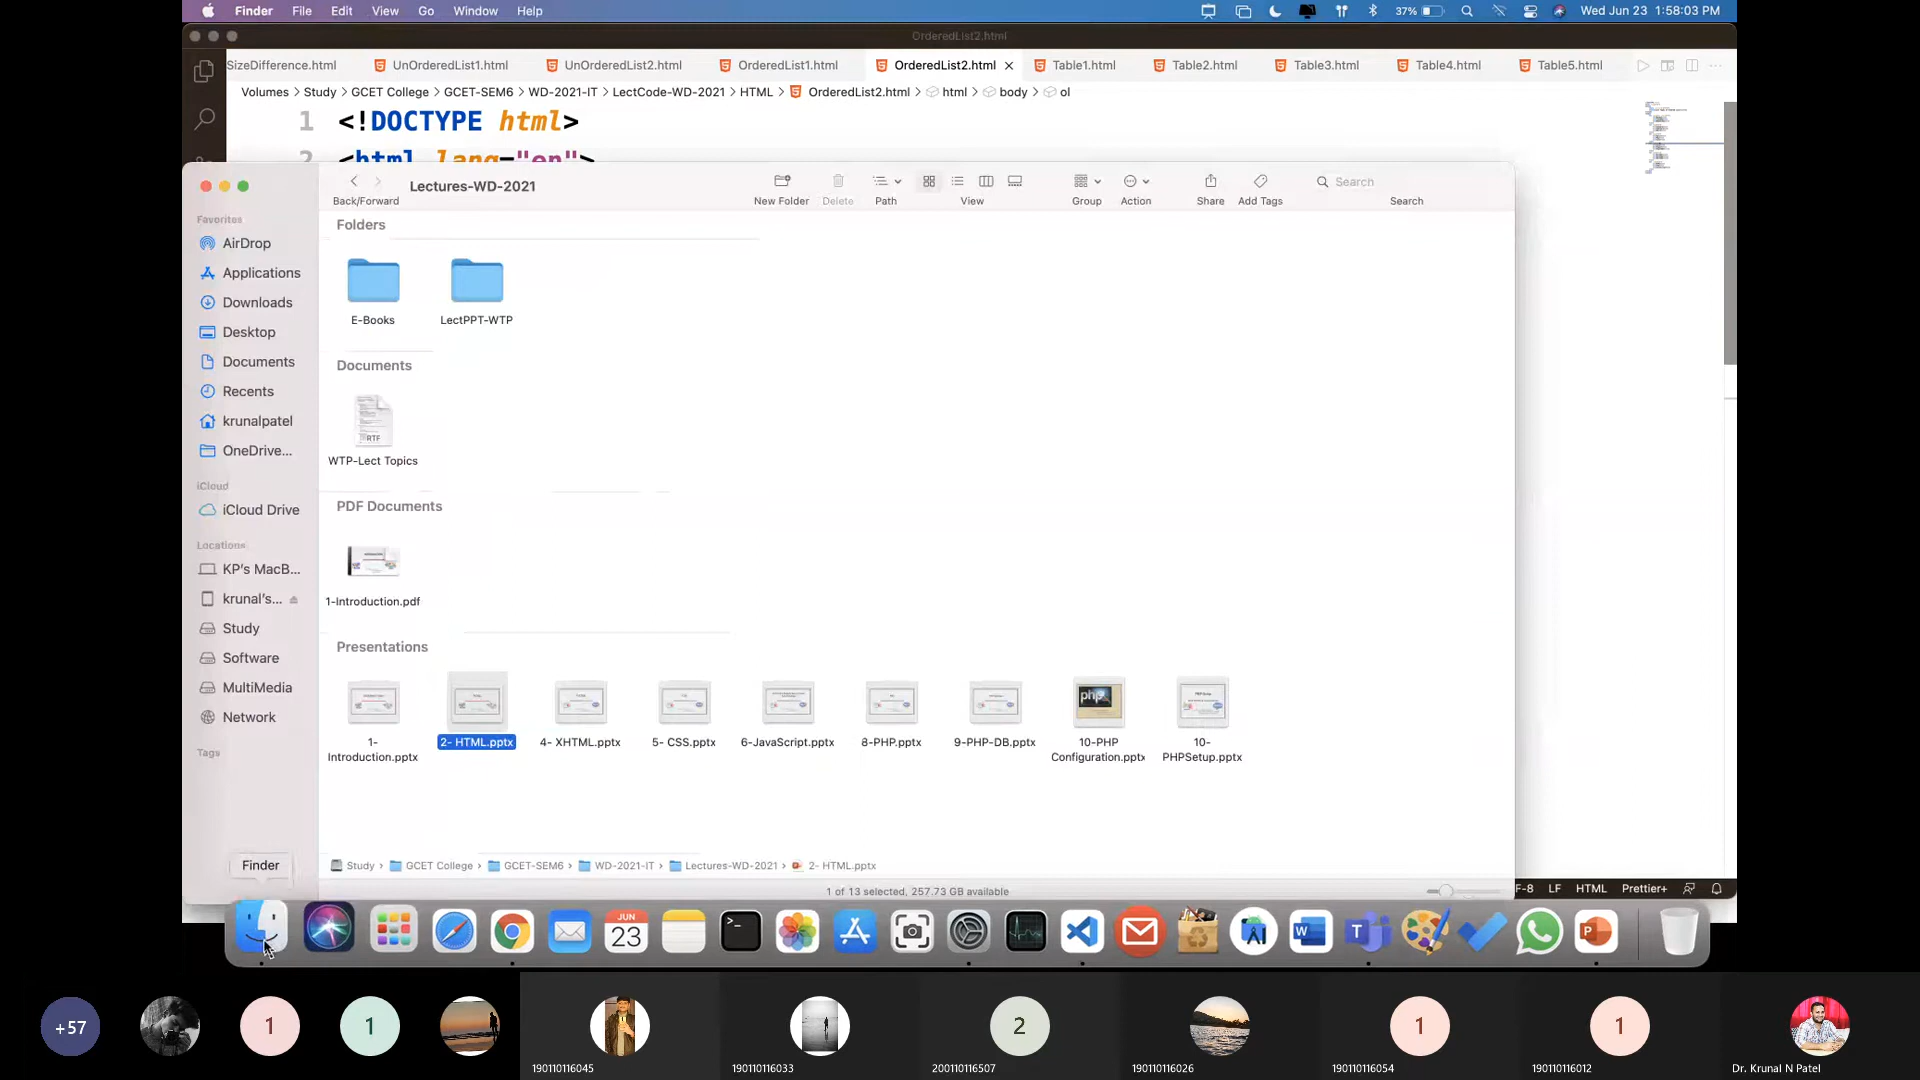 Finder File Edit View Go Window Help 37% Wed Jun 23 1:58:03 PM
OrderedList2.html
SizeDifference.html UnOrderedList1.html UnOrderedList2.html OrderedList1.html OrderedList2.html Table1.html Table2.html Table3.html Table4.html Table5.html
Volumes > Study > GCET College > GCET-SEM6 > WD-2021-IT > LectCode-WD-2021 > HTML > OrderedList2.html > html > body > ol
1 <!DOCTYPE html>
2 <html lang="en">
Lectures-WD-2021
Search
Back/Forward New Folder Delete Path View Group Action Share Add Tags Search
Favorites
AirDrop
Applications
Downloads
Desktop
Documents
Recents
krunalpatel
OneDrive...
iCloud
iCloud Drive
Locations
KP's MacB...
krunal's...
Study
Software
MultiMedia
Network
Tags
Folders
E-Books LectPPT-WTP
Documents
RTF
WTP-Lect Topics
PDF Documents
1-Introduction.pdf
Presentations
php
1-Introduction.pptx 2- HTML.pptx 4- XHTML.pptx 5- CSS.pptx 6-JavaScript.pptx 8-PHP.pptx 9-PHP-DB.pptx 10-PHP Configuration.pptx 10-PHPSetup.pptx
Study > GCET College > GCET-SEM6 > WD-2021-IT > Lectures-WD-2021 > 2- HTML.pptx
1 of 13 selected, 257.73 GB available
F-8 LF HTML Prettier+
Finder
JUN
23
+57 1 1 2 1 1
190110116045 190110116033 200110116507 190110116026 190110116054 190110116012 Dr. Krunal N Patel